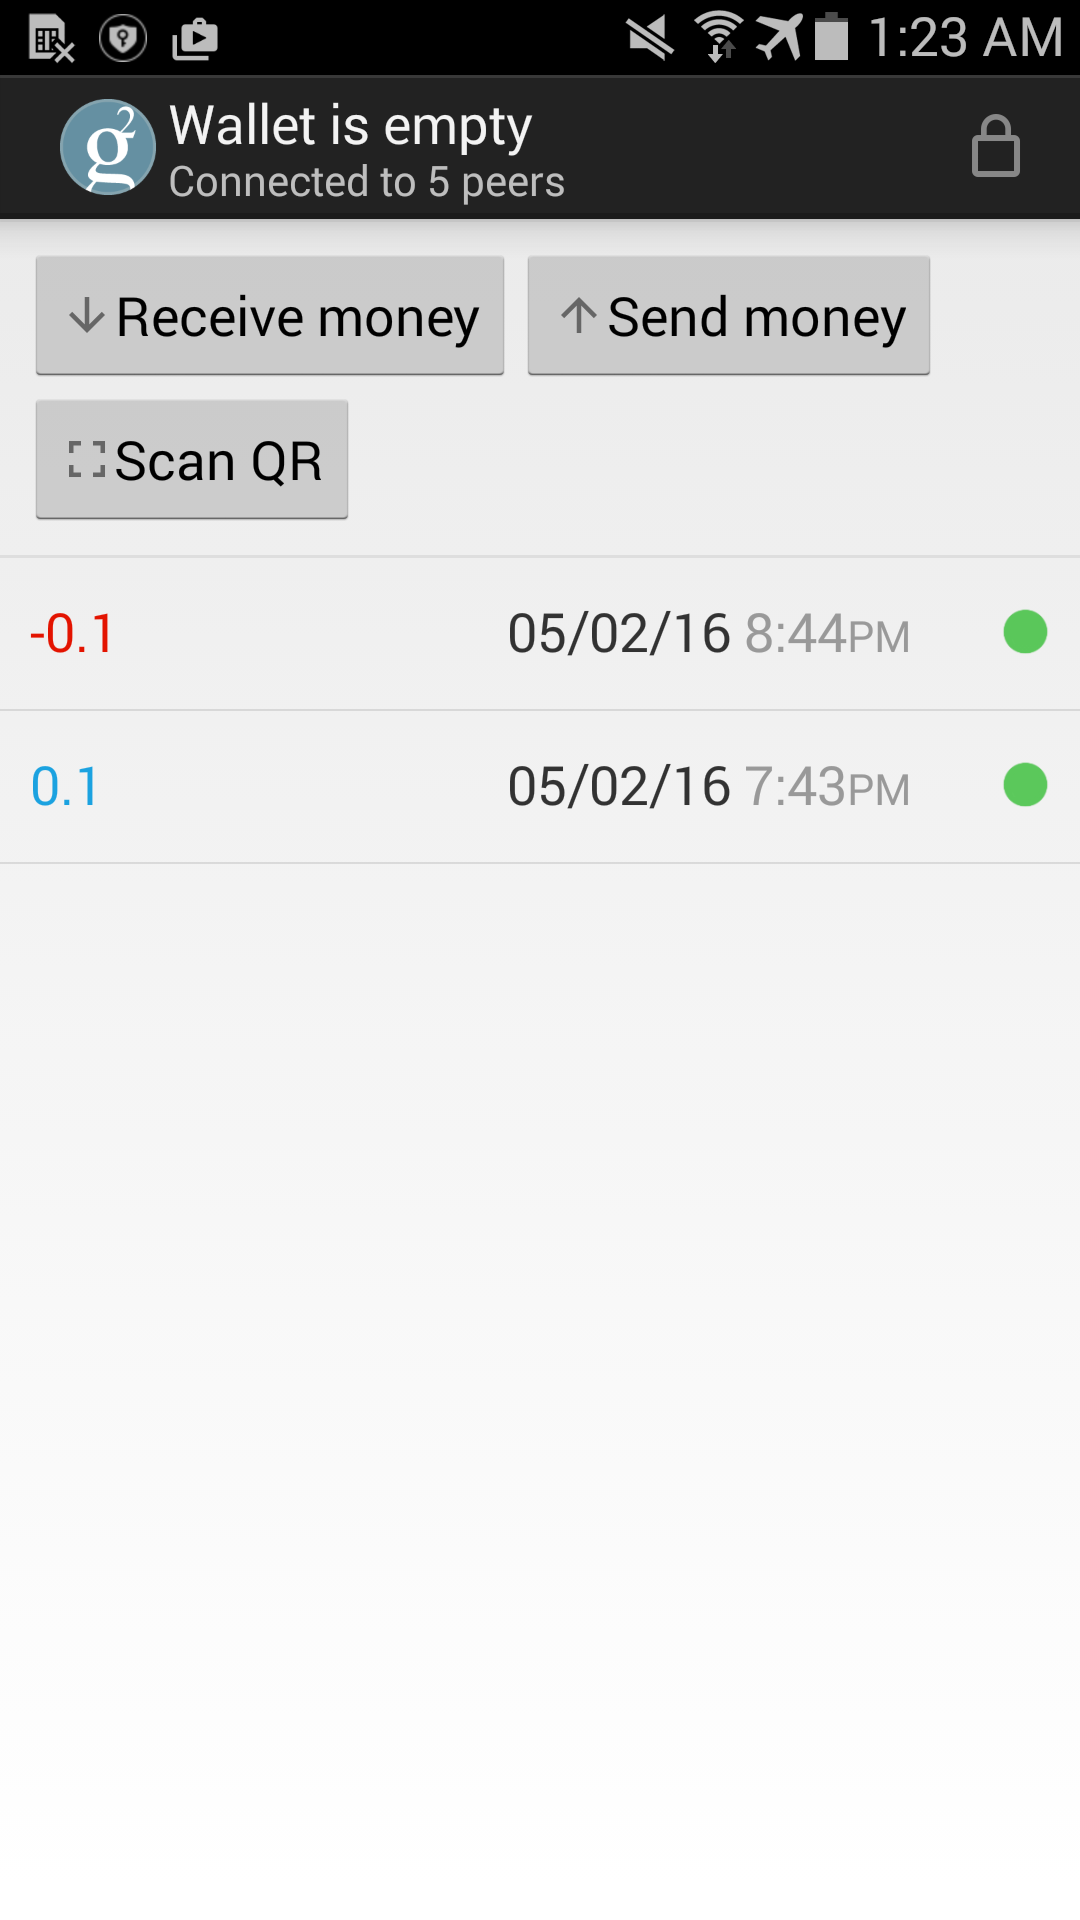 1:23 AM
g2
Wallet is empty
Connected to 5 peers
Receive money
Send money
Scan QR
-0.1 05/02/16 8:44PM
0.1 05/02/16 7:43PM